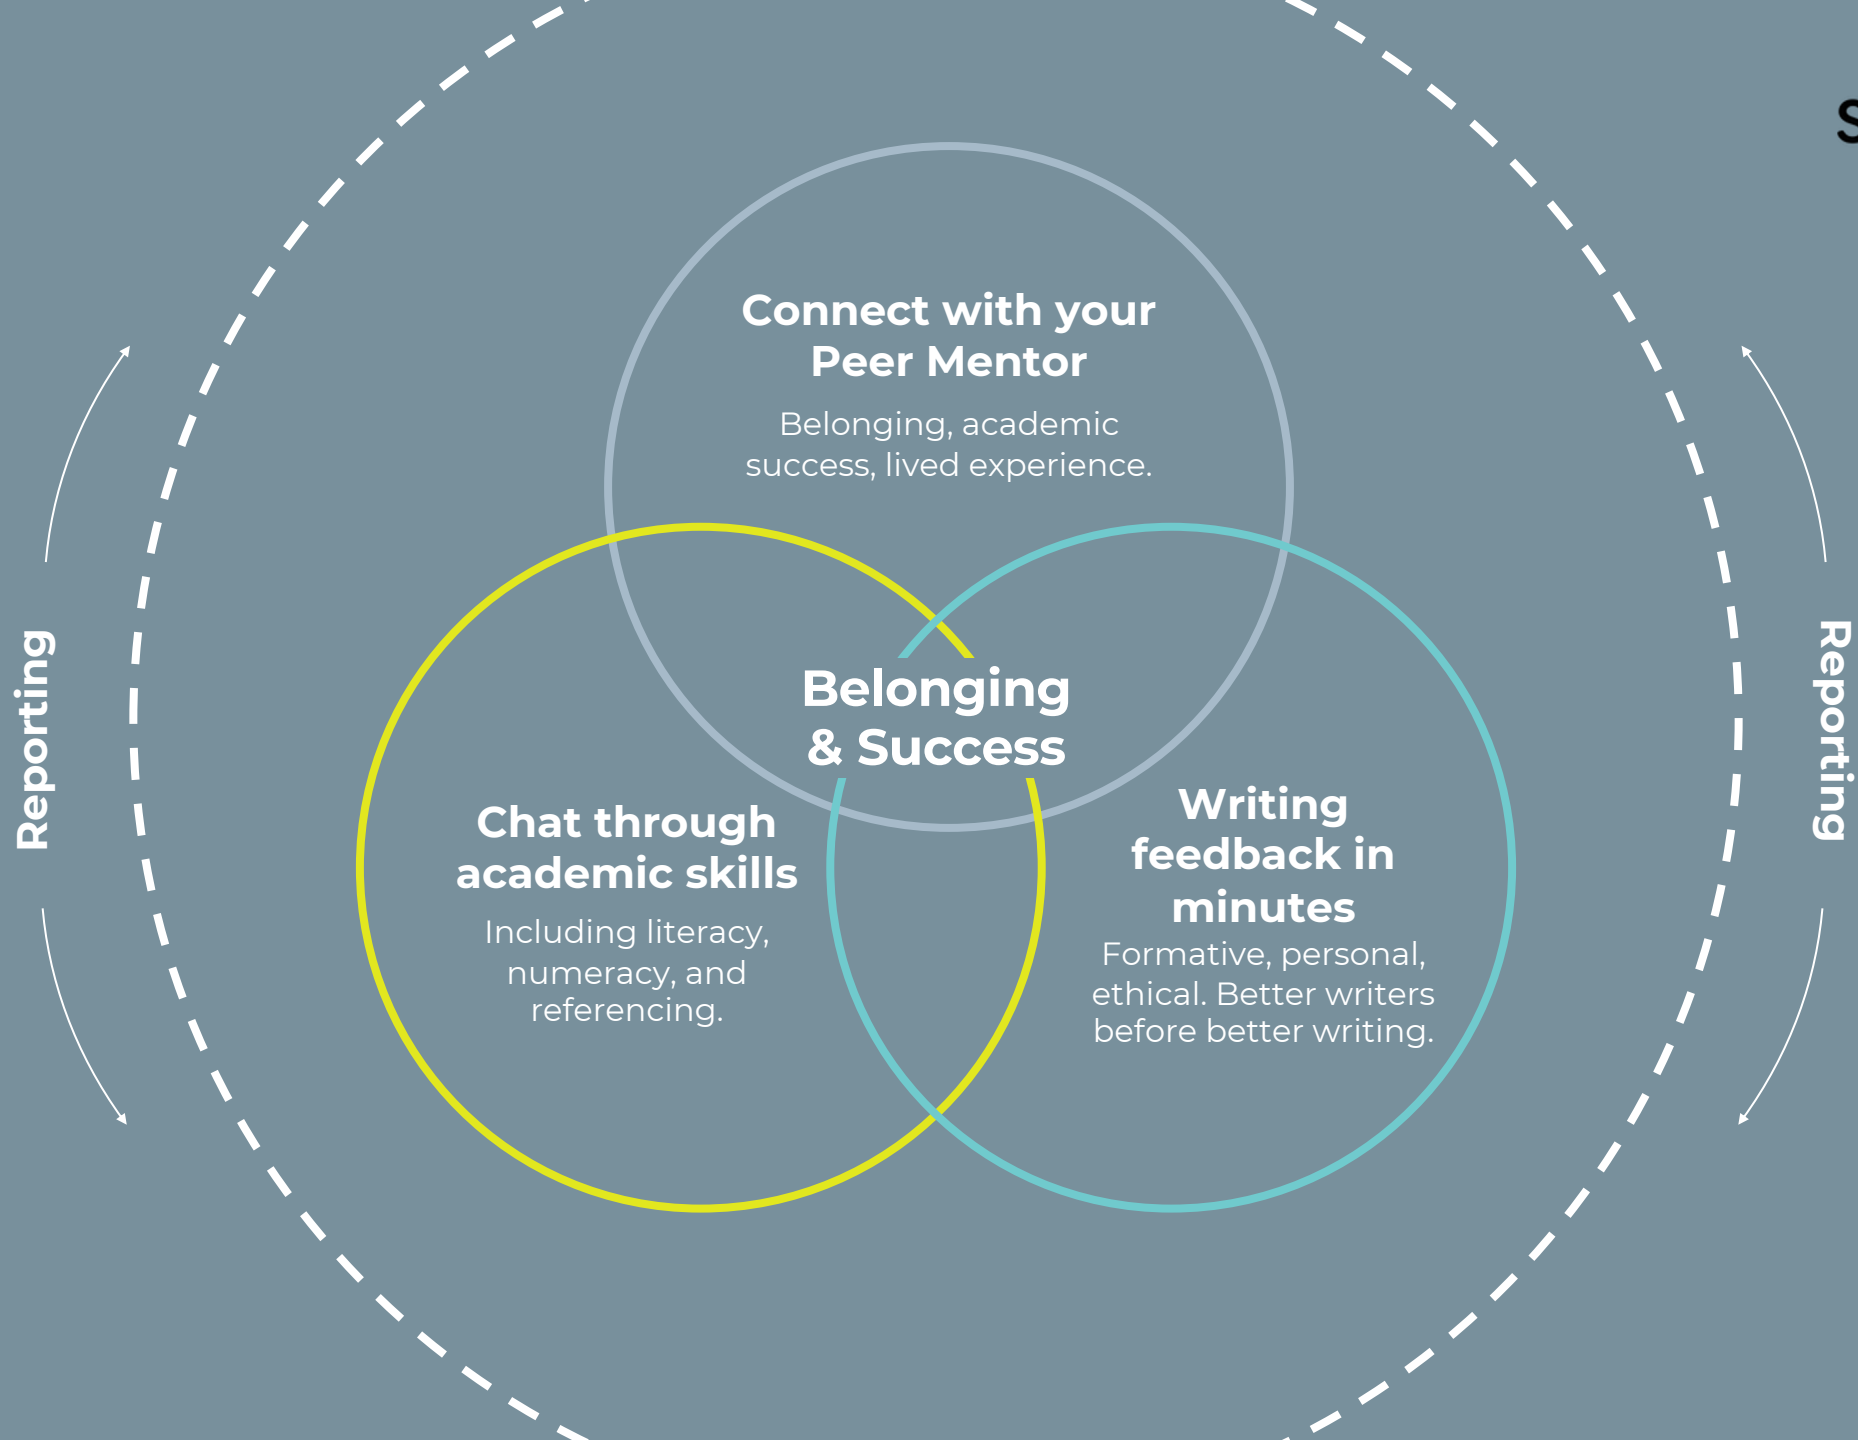 S
Connect with your
Peer Mentor
Belonging, academic
success, lived experience.
Belonging
& Success
Chat through
academic skills
Including literacy,
numeracy, and
referencing.
Writing
feedback in
minutes
Formative, personal,
ethical. Better writers
before better writing.
Reporting
Reporting